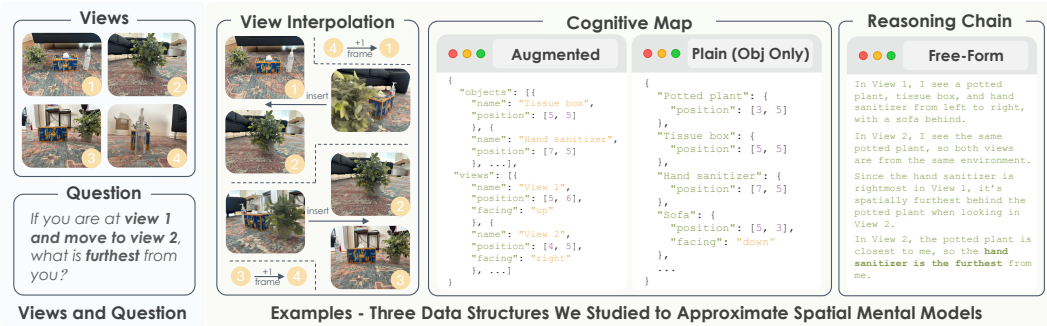 Views
1
2
3
4
Question
If you are at view 1
and move to view 2,
what is furthest from
you?
Views and Question
View Interpolation
4 +1 frame 1
1
insert
2
2
insert
3
3 +1 frame 4
Cognitive Map
Augmented
{
"objects": [{
"name": "Tissue box",
"position": [5, 5]
}, {
"name": "Hand sanitizer",
"position": [7, 5]
}, ...],
"views": [{
"name": "View 1",
"position": [5, 6],
"facing": "up"
}, {
"name": "View 2",
"position": [4, 5],
"facing": "right"
}, ...]
}
Plain (Obj Only)
{
"Potted plant": {
"position": [3, 5]
},
"Tissue box": {
"position": [5, 5]
},
"Hand sanitizer": {
"position": [7, 5]
},
"Sofa": {
"position": [5, 3],
"facing": "down"
},
...
}
Reasoning Chain
Free-Form
In View 1, I see a potted
plant, tissue box, and hand
sanitizer from left to right,
with a sofa behind.
In View 2, I see the same
potted plant, so both views
are from the same environment.
Since the hand sanitizer is
rightmost in View 1, it's
spatially furthest behind the
potted plant when looking in
View 2.
In View 2, the potted plant is
closest to me, so the hand
sanitizer is the furthest from
me.
Examples - Three Data Structures We Studied to Approximate Spatial Mental Models